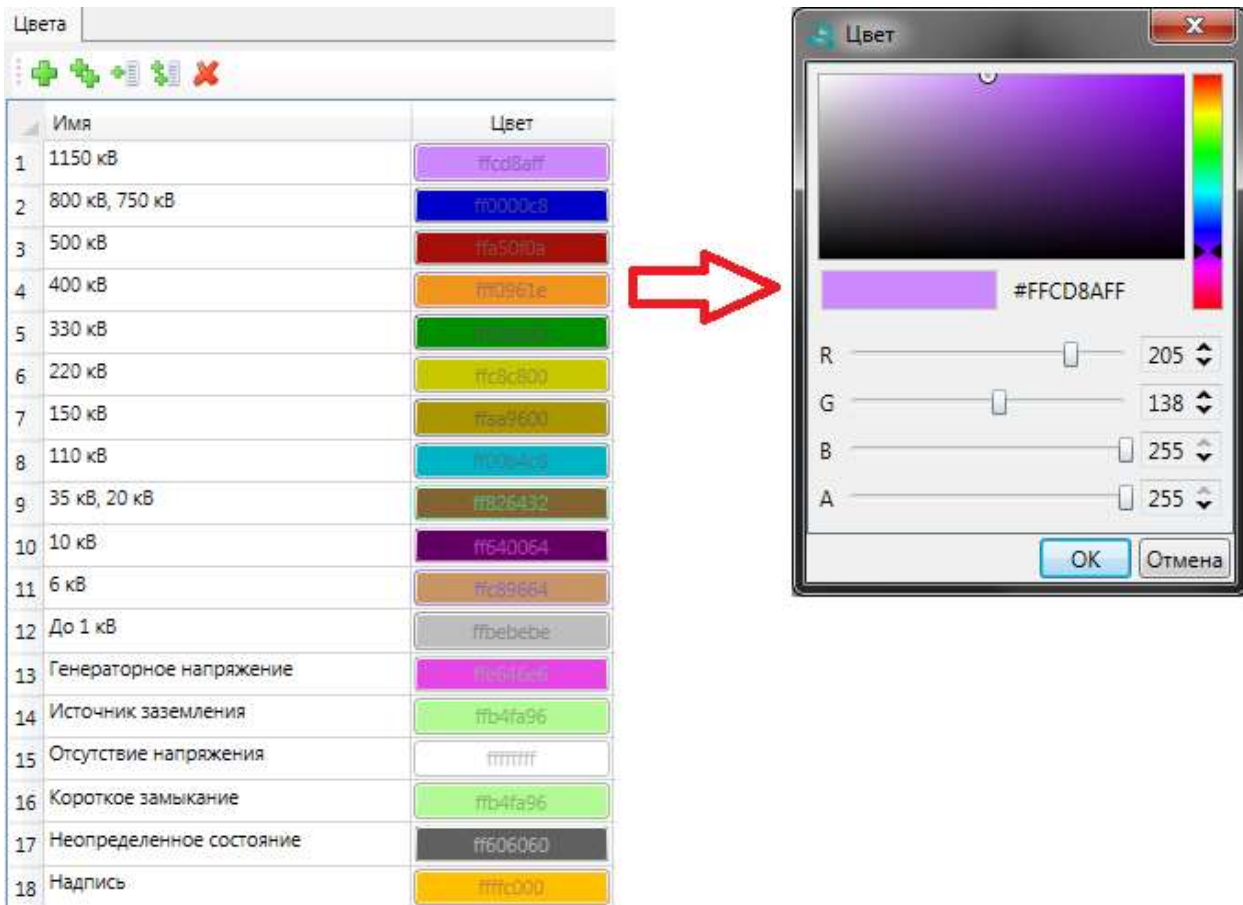 Цвета
Имя Цвет
1 1150 кВ ffcd8aff
2 800 кВ, 750 кВ ff0000c8
3 500 кВ ffa50f0a
4 400 кВ fff0961e
5 330 кВ
6 220 кВ ffc8c800
7 150 кВ ffaa9600
8 110 кВ ff00b4c8
9 35 кВ, 20 кВ ff826432
10 10 кВ ff640064
11 6 кВ ffc89664
12 До 1 кВ ffbebebe
13 Генераторное напряжение ffe646e6
14 Источник заземления ffb4fa96
15 Отсутствие напряжения ffffffff
16 Короткое замыкание ffb4fa96
17 Неопределенное состояние ff606060
18 Надпись ffffc000
Цвет
#FFCD8AFF
R 205
G 138
B 255
A 255
OK Отмена